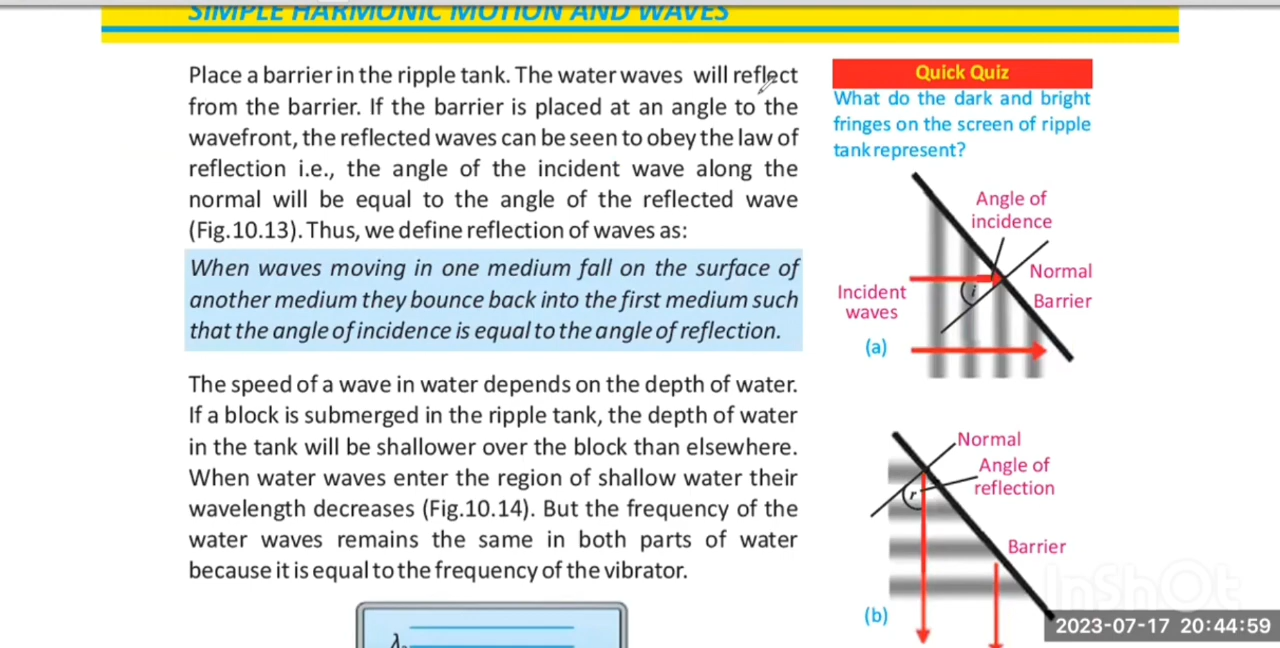 SIMPLE HARMONIC MOTION AND WAVES
Place a barrier in the ripple tank. The water waves will reflect
from the barrier. If the barrier is placed at an angle to the
wavefront, the reflected waves can be seen to obey the law of
reflection i.e., the angle of the incident wave along the
normal will be equal to the angle of the reflected wave
(Fig.10.13). Thus, we define reflection of waves as:
When waves moving in one medium fall on the surface of
another medium they bounce back into the first medium such
that the angle of incidence is equal to the angle of reflection.
The speed of a wave in water depends on the depth of water.
If a block is submerged in the ripple tank, the depth of water
in the tank will be shallower over the block than elsewhere.
When water waves enter the region of shallow water their
wavelength decreases (Fig.10.14). But the frequency of the
water waves remains the same in both parts of water
because it is equal to the frequency of the vibrator.
λ
Quick Quiz
What do the dark and bright
fringes on the screen of ripple
tank represent?
Angle of
incidence
Normal
Barrier
i
Incident
waves
(a)
Normal
Angle of
reflection
r
Barrier
(b)
InShOt
2023-07-17 20:44:59